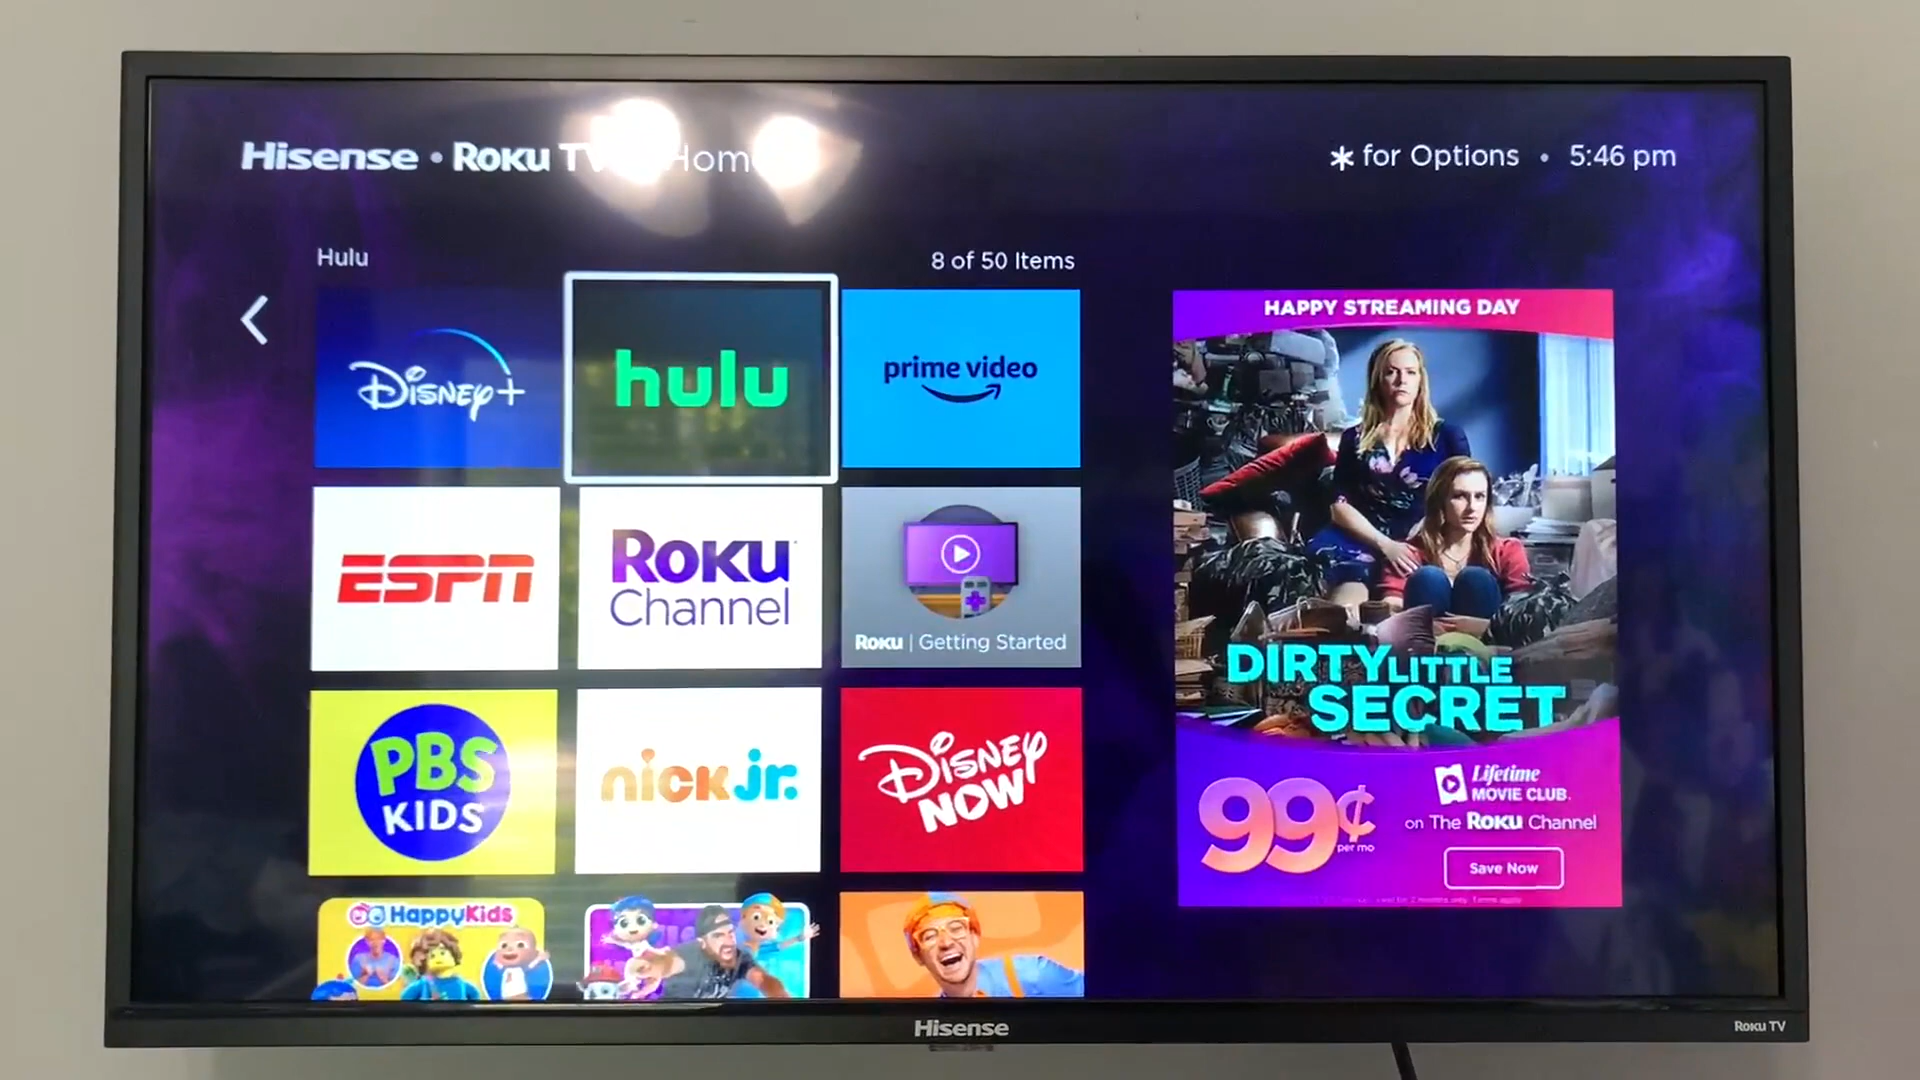 Hisense • Roku TV Home
* for Options • 5:46 pm
Hulu
8 of 50 Items
Disney+
hulu
prime video
ESPN
Roku
Channel
Roku | Getting Started
PBS
KIDS
nick jr.
Disney
NOW
HappyKids
HAPPY STREAMING DAY
DIRTY LITTLE
SECRET
99¢
per mo
Lifetime
MOVIE CLUB.
on The Roku Channel
Save Now
Hisense
Roku TV